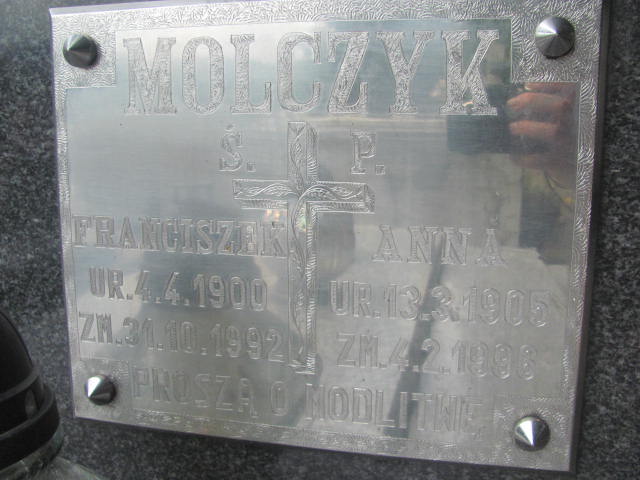 MOLCZYK
Ś. P.
FRANCISZEK ANNA
UR.4.4.1900 UR.13.3.1905
ZM.31.10.1992 ZM.4.2.1996
PROSZĄ O MODLITWĘ